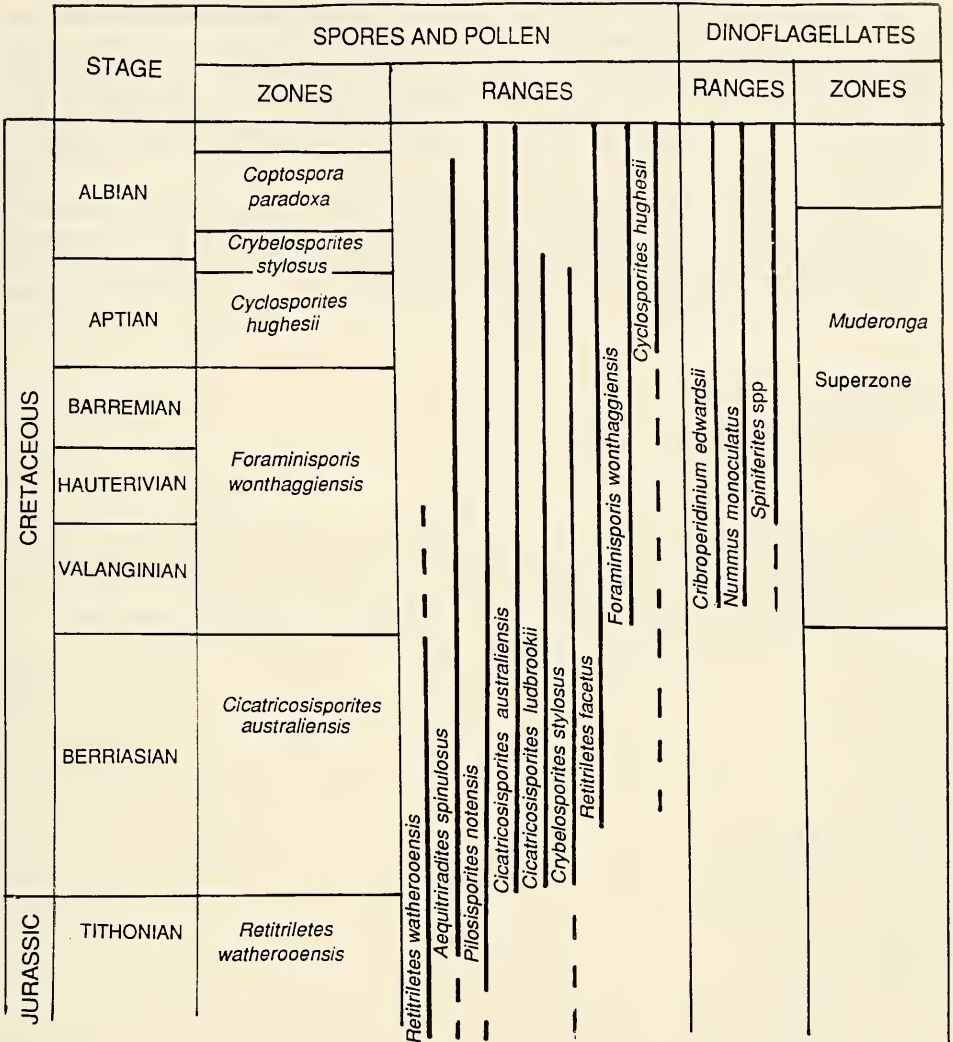 STAGE
SPORES AND POLLEN
DINOFLAGELLATES
ZONES
RANGES
RANGES
ZONES
CRETACEOUS
JURASSIC
ALBIAN
APTIAN
BARREMIAN
HAUTERIVIAN
VALANGINIAN
BERRIASIAN
TITHONIAN
Coptospora
paradoxa
Crybelosporites
stylosus
Cyclosporites
hughesii
Foraminisporis
wonthaggiensis
Cicatricosisporites
australiensis
Retitriletes
watherooensis
Retitriletes watherooensis
Aequitriradites spinulosus
Pilosisporites notensis
Cicatricosisporites australiensis
Cicatricosisporites ludbrookii
Crybelosporites stylosus
Retitriletes facetus
Foraminisporis wonthaggiensis
Cyclosporites hughesii
Cribroperidinium edwardsii
Nummus monoculatus
Spiniferites spp
Muderonga
Superzone